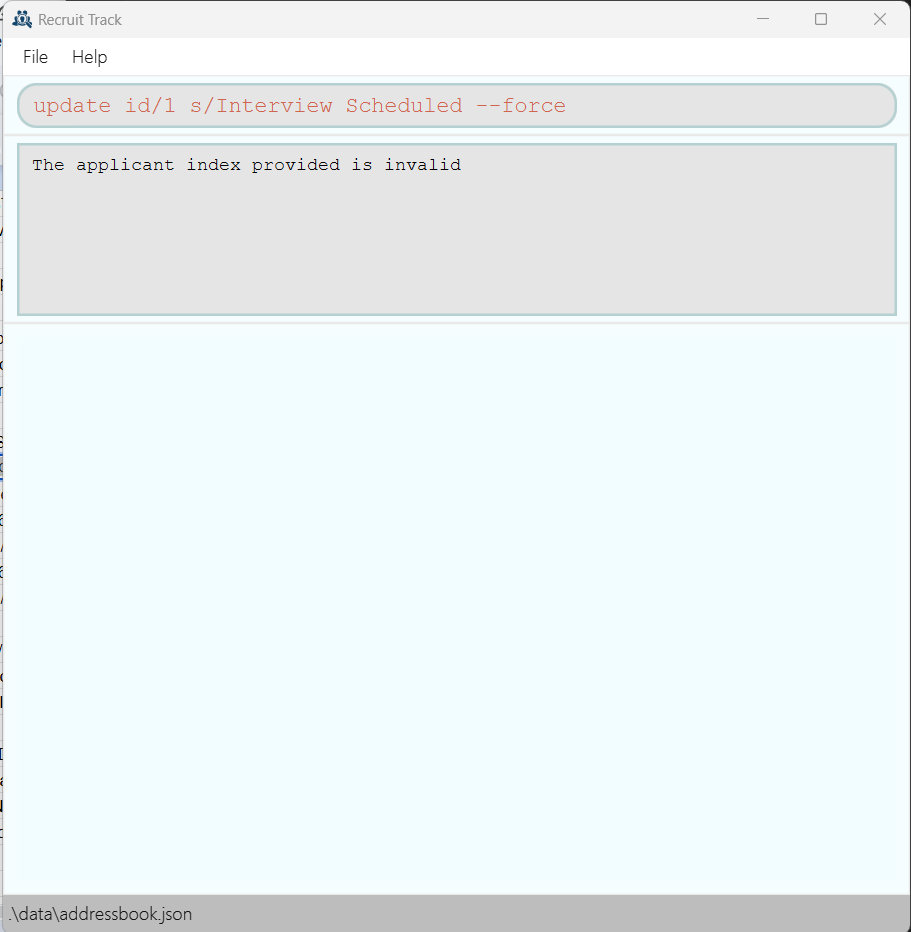 Recruit Track
File Help
update id/1 s/Interview Scheduled --force
The applicant index provided is invalid
.\data\addressbook.json